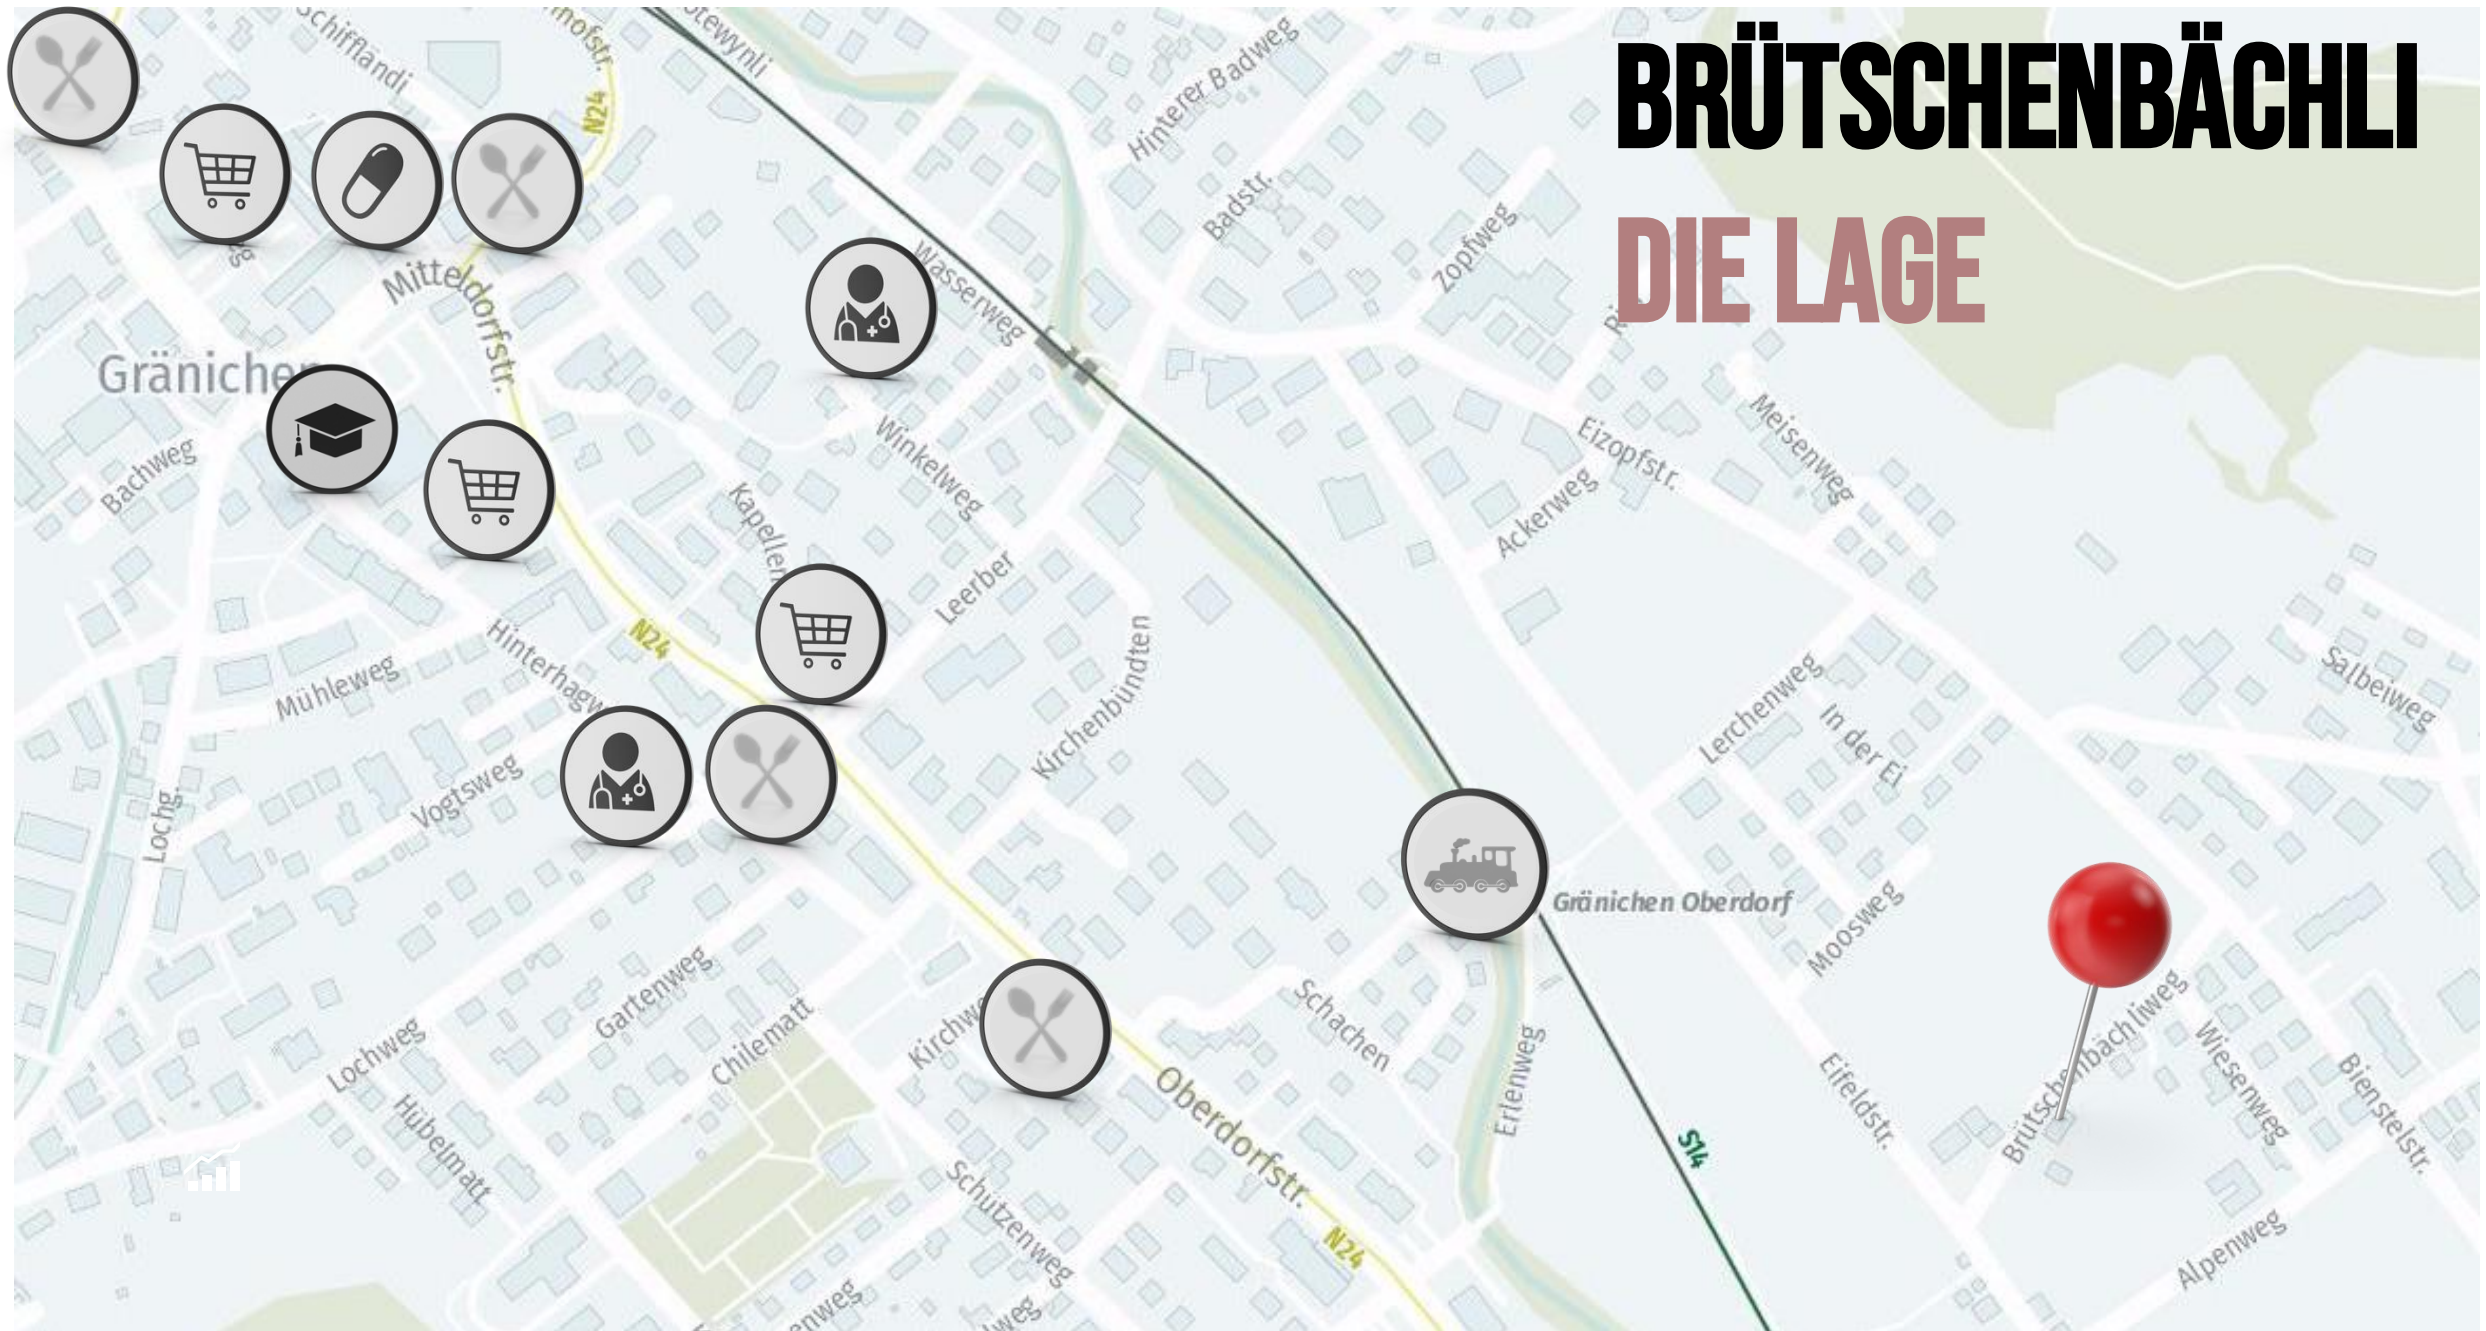 BRÜTSCHENBÄCHLI
DIE LAGE
Schiffländi
N24
Hinterer Badweg
Badstr.
Zopfweg
Wasserweg
Mitteldorfstr.
Gränichen
Bachweg
Winkelweg
Eizopfstr.
Meisenweg
Ackerweg
Leerber
Kirchenbündten
N24
Mühleweg
Vogtsweg
Lochg.
Lerchenweg
In der Ei
Salbeiweg
Gränichen Oberdorf
Moosweg
Gartenweg
Chilematt
Lochweg
Hübelmatt
Schachen
Erlenweg
Oberdorfstr.
Schützenweg
N24
S14
Eifeldstr.
Brütschenbächliweg
Wiesenweg
Bienstelstr.
Alpenweg